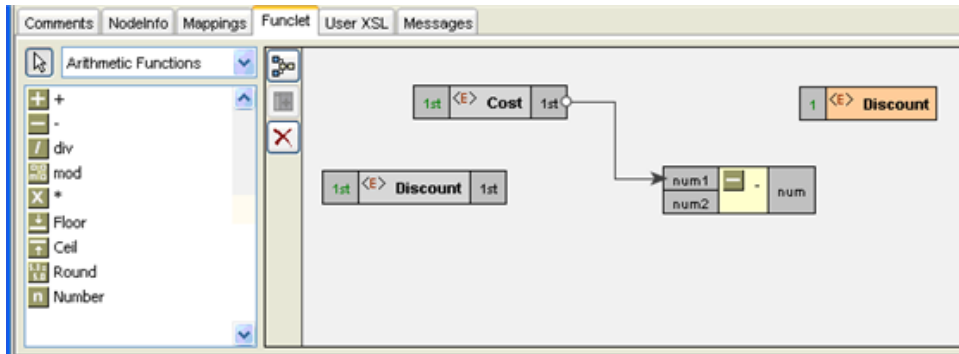 Comments NodeInfo Mappings Funclet User XSL Messages
Arithmetic Functions
+
-
div
mod
*
Floor
Ceil
Round
n Number
1st <E> Cost 1st
1 <E> Discount
1st <E> Discount 1st
num1 - num
num2